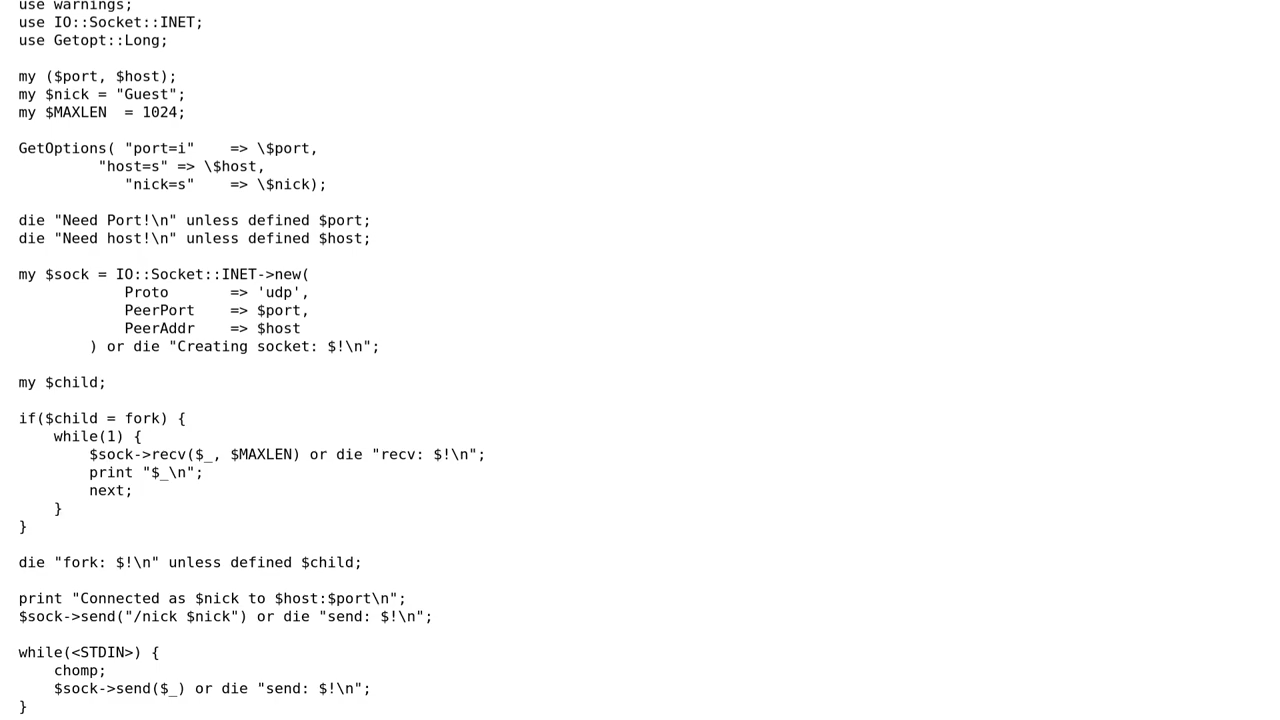 use warnings;
use IO::Socket::INET;
use Getopt::Long;

my ($port, $host);
my $nick = "Guest";
my $MAXLEN  = 1024;

GetOptions( "port=i"    => \$port,
         "host=s" => \$host,
            "nick=s"    => \$nick);

die "Need Port!\n" unless defined $port;
die "Need host!\n" unless defined $host;

my $sock = IO::Socket::INET->new(
            Proto       => 'udp',
            PeerPort    => $port,
            PeerAddr    => $host
        ) or die "Creating socket: $!\n";

my $child;

if($child = fork) {
    while(1) {
        $sock->recv($_, $MAXLEN) or die "recv: $!\n";
        print "$_\n";
        next;
    }
}

die "fork: $!\n" unless defined $child;

print "Connected as $nick to $host:$port\n";
$sock->send("/nick $nick") or die "send: $!\n";

while(<STDIN>) {
    chomp;
    $sock->send($_) or die "send: $!\n";
}